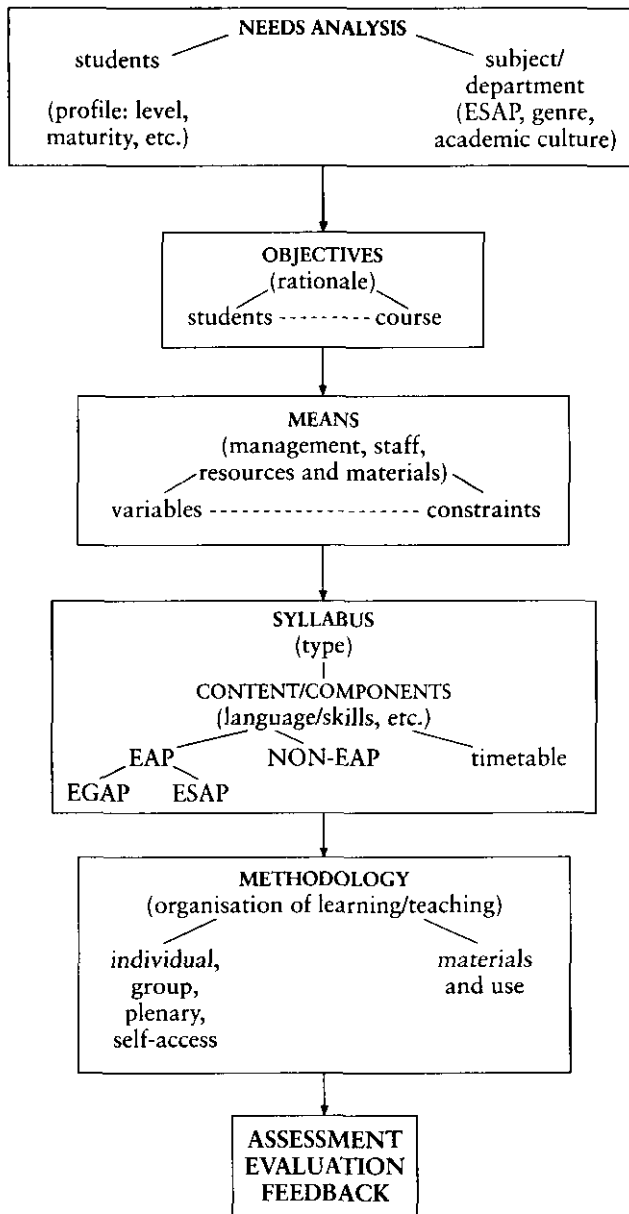 NEEDS ANALYSIS
students
(profile: level,
maturity, etc.)
subject/
department
(ESAP, genre,
academic culture)
OBJECTIVES
(rationale)
students --------- course
MEANS
(management, staff,
resources and materials)
variables --------------------- constraints
SYLLABUS
(type)
CONTENT/COMPONENTS
(language/skills, etc.)
EAP NON-EAP timetable
EGAP ESAP
METHODOLOGY
(organisation of learning/teaching)
individual,
group,
plenary,
self-access
materials
and use
ASSESSMENT
EVALUATION
FEEDBACK